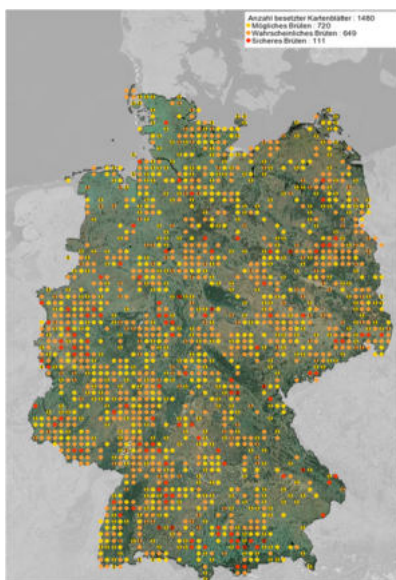 Anzahl besetzter Kartenblätter : 1480
Mögliches Brüten : 720
Wahrscheinliches Brüten : 649
Sicheres Brüten : 111